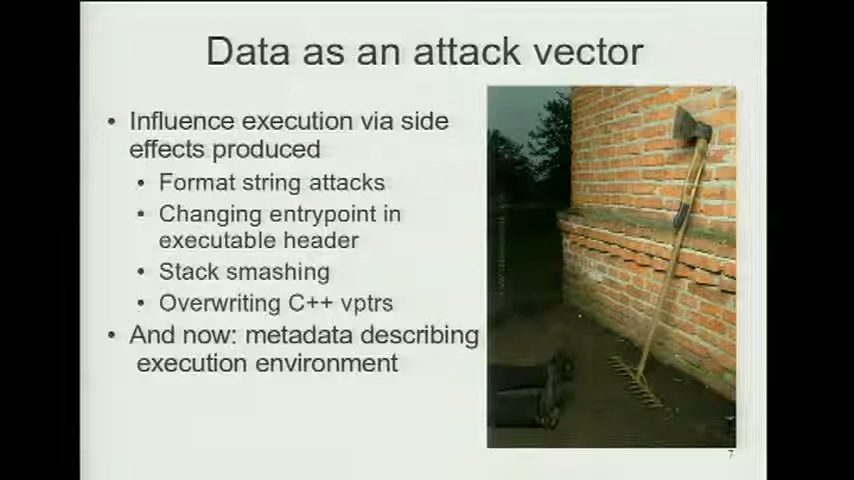 Data as an attack vector
• Influence execution via side
effects produced
• Format string attacks
• Changing entrypoint in
executable header
• Stack smashing
• Overwriting C++ vptrs
• And now: metadata describing
execution environment
7